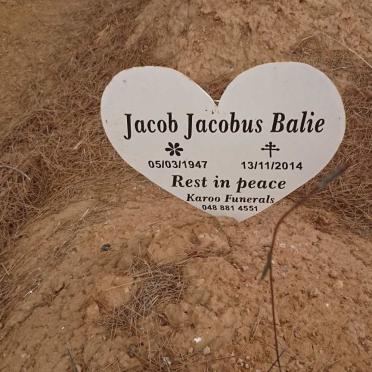 Jacob Jacobus Balie
05/03/1947 13/11/2014
Rest in peace
Karoo Funerals
048 881 4551